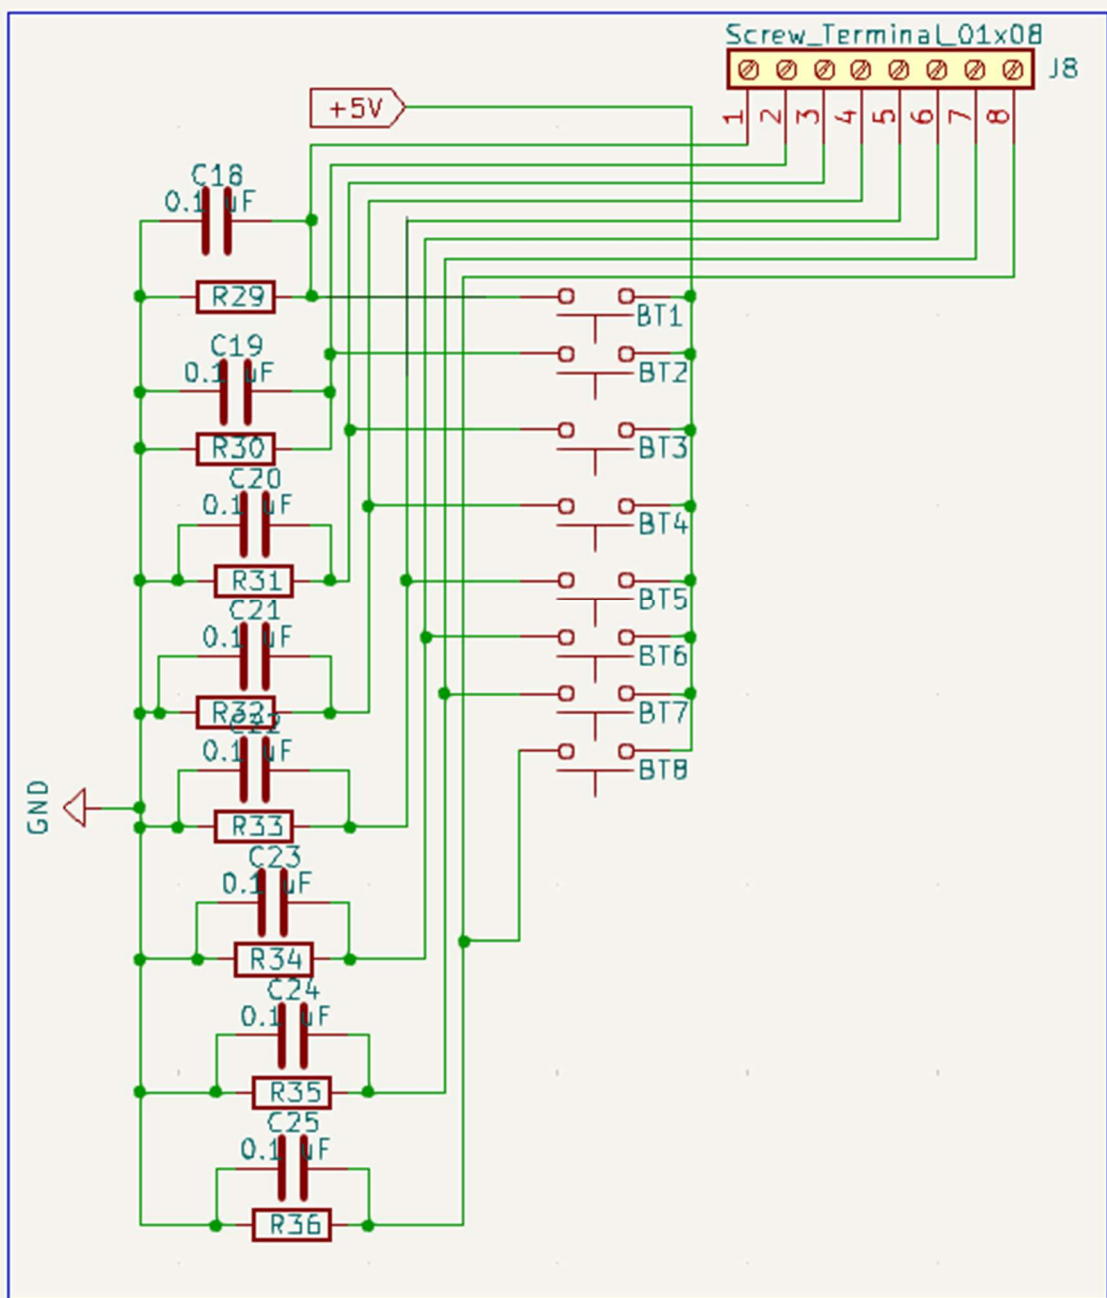 Screw_Terminal_01x08
J8
+5V
1
2
3
4
5
6
7
8
C18
0.1 uF
R29
BT1
C19
0.1 uF
BT2
R30
BT3
C20
0.1 uF
BT4
R31
BT5
C21
0.1 uF
BT6
R32
BT7
C22
0.1 uF
BT8
GND
R33
C23
0.1 uF
R34
C24
0.1 uF
R35
C25
0.1 uF
R36